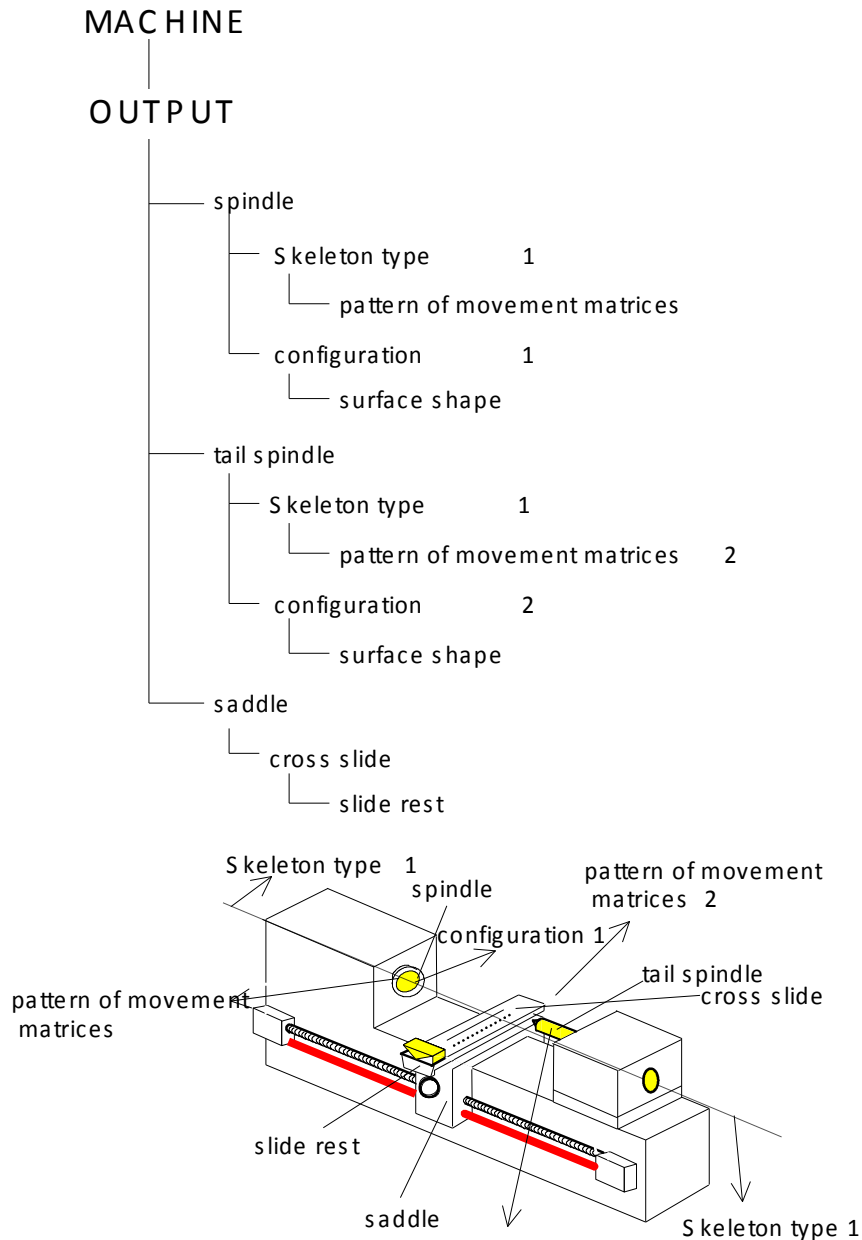 MACHINE
OUTPUT
spindle
Skeleton type 1
pattern of movement matrices
configuration 1
surface shape
tail spindle
Skeleton type 1
pattern of movement matrices 2
configuration 2
surface shape
saddle
cross slide
slide rest
Skeleton type 1
spindle
configuration 1
pattern of movement
matrices 2
tail spindle
cross slide
pattern of movement
matrices
slide rest
saddle
Skeleton type 1